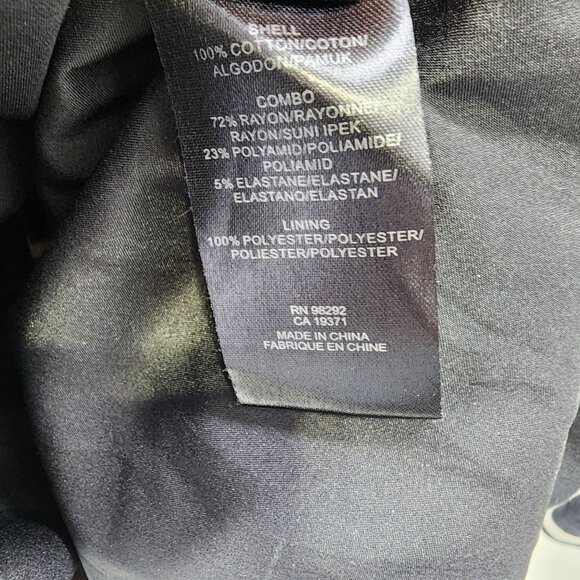 SHELL
100% COTTON/COTON/
ALGODON/PAMUK
COMBO
72% RAYON/RAYONNE/
RAYON/SUNI IPEK
23% POLYAMID/POLIAMIDE/
POLIAMID
5% ELASTANE/ELASTANE/
ELASTANO/ELASTAN
LINING
100% POLYESTER/POLYESTER/
POLIESTER/POLYESTER
RN 98292
CA 19371
MADE IN CHINA
FABRIQUE EN CHINE